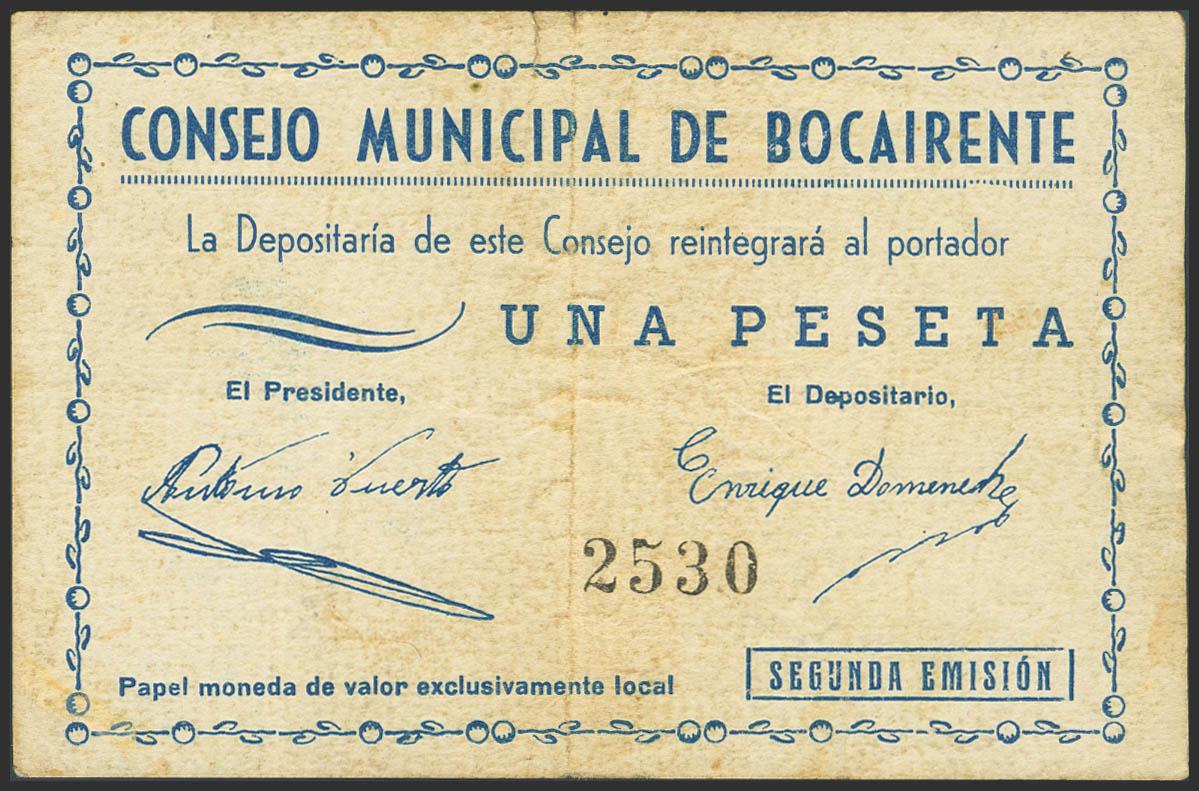 CONSEJO MUNICIPAL DE BOCAIRENTE
La Depositaría de este Consejo reintegrará al portador
UNA PESETA
El Presidente,
El Depositario,
Antonio
Enrique Domenech
2530
Papel moneda de valor exclusivamente local
SEGUNDA EMISIÓN